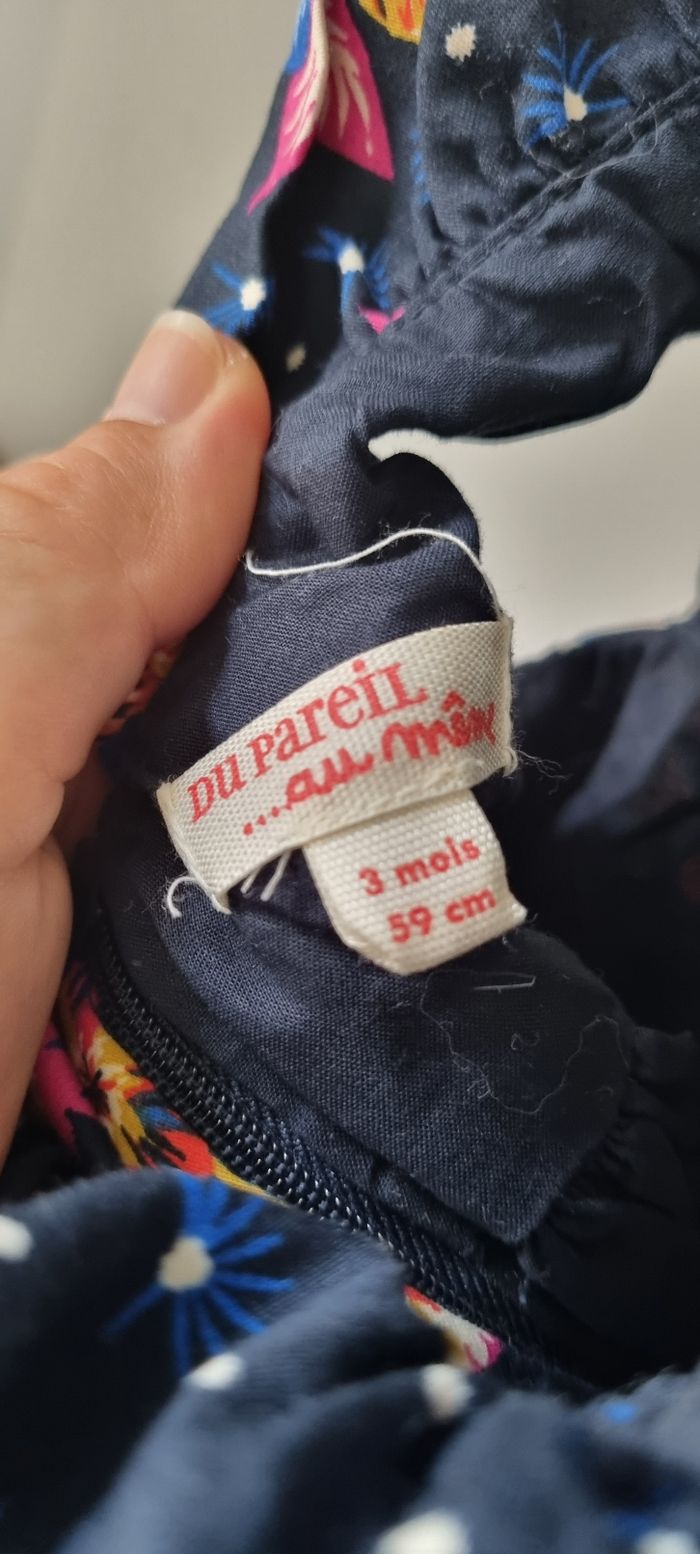 DU PareiL
...au même
3 mois
59 cm